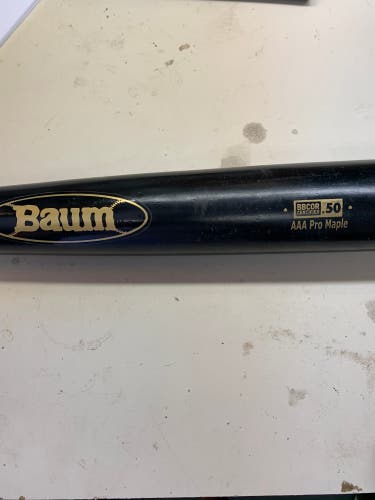 Baum
BBCOR
CERTIFIED
.50
AAA Pro Maple